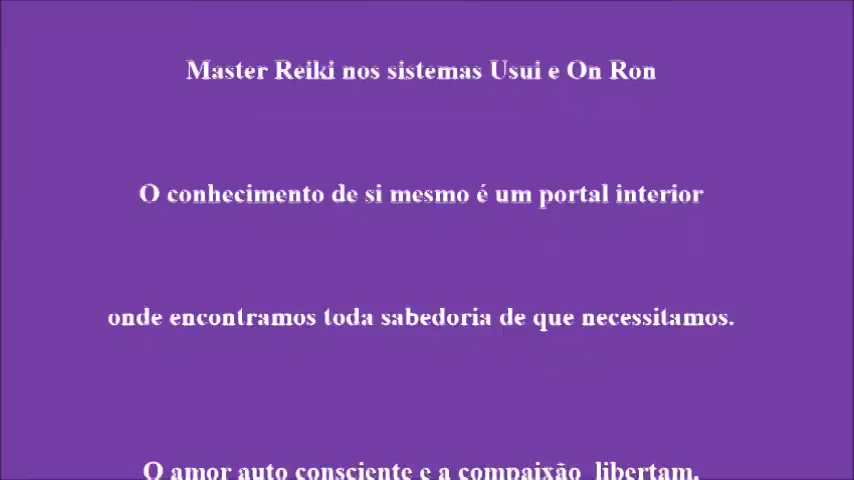 Master Reiki nos sistemas Usui e On Ron
O conhecimento de si mesmo é um portal interior
onde encontramos toda sabedoria de que necessitamos.
O amor auto consciente e a compaixão libertam.